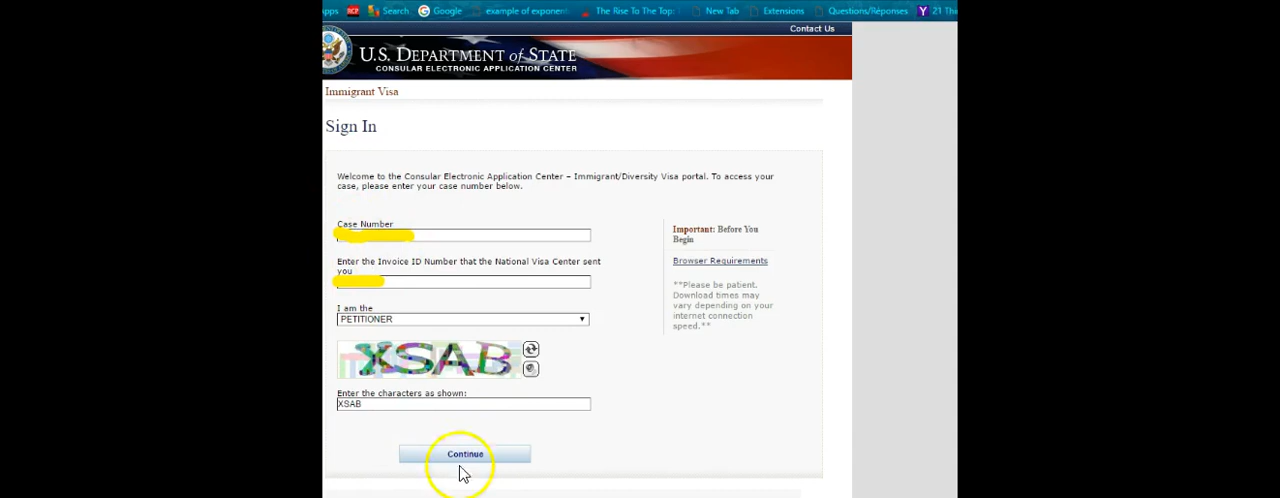 Apps Search Google example of exponent The Rise To The Top: New Tab Extensions Questions/Réponses 21 Thi
Contact Us
U.S. DEPARTMENT of STATE
CONSULAR ELECTRONIC APPLICATION CENTER
Immigrant Visa
Sign In
Welcome to the Consular Electronic Application Center – Immigrant/Diversity Visa portal. To access your
case, please enter your case number below.
Case Number
Enter the Invoice ID Number that the National Visa Center sent
you
I am the
PETITIONER
XSAB
Enter the characters as shown:
XSAB
Continue
Important: Before You
Begin
Browser Requirements
**Please be patient.
Download times may
vary depending on your
internet connection
speed.**